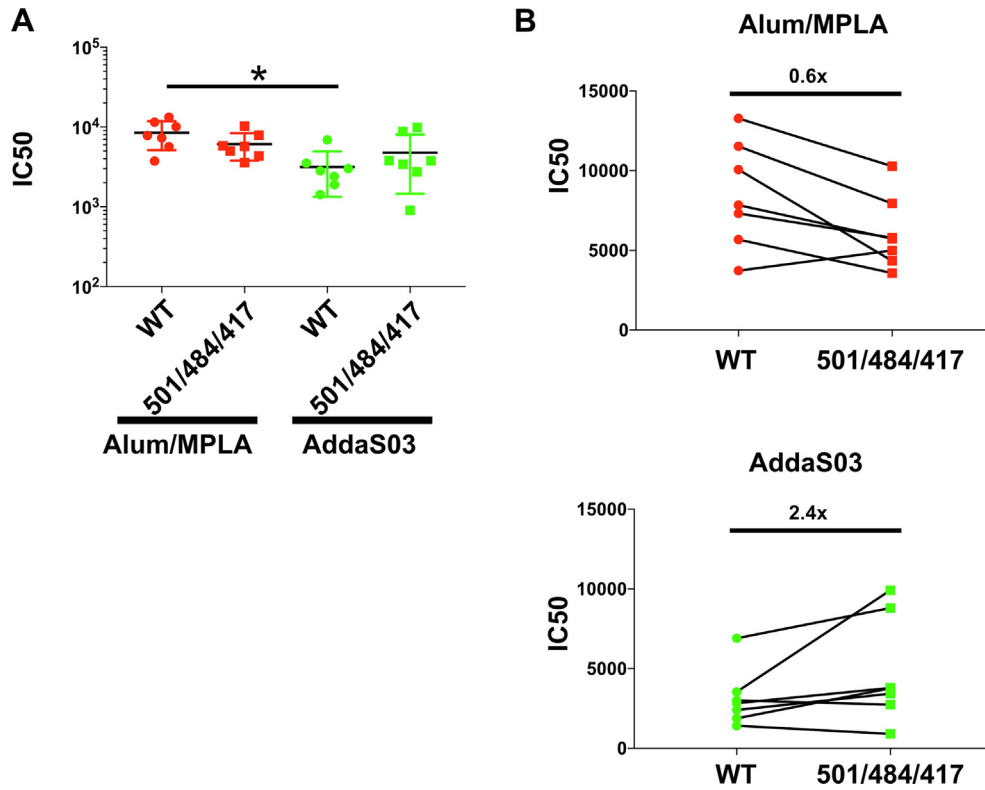 A
IC50
10^5
10^4
10^3
10^2
*
WT
501/484/417
WT
501/484/417
Alum/MPLA
AddaS03
B
Alum/MPLA
0.6x
IC50
15000
10000
5000
0
WT
501/484/417
AddaS03
2.4x
IC50
15000
10000
5000
0
WT
501/484/417